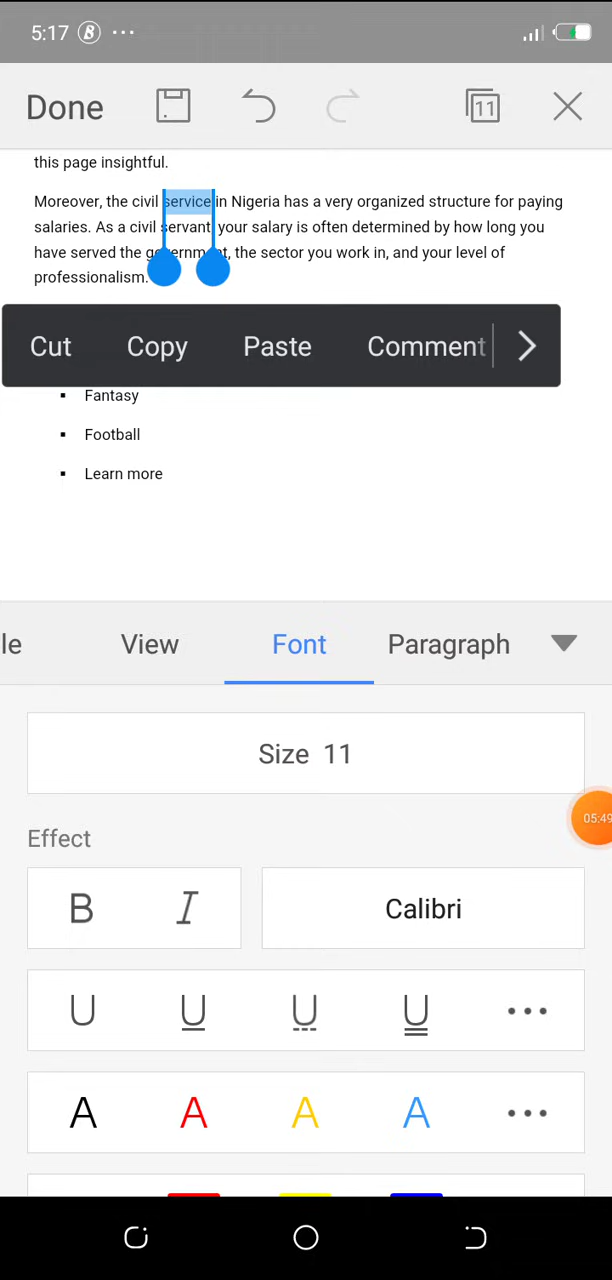 5:17
11
Done
this page insightful.
Moreover, the civil service in Nigeria has a very organized structure for paying
salaries. As a civil servant, your salary is often determined by how long you
have served the government, the sector you work in, and your level of
professionalism.
Cut Copy Paste Comment
Fantasy
Football
Learn more
le View Font Paragraph
Size 11
05:49
Effect
B I Calibri
U U U U
A A A A